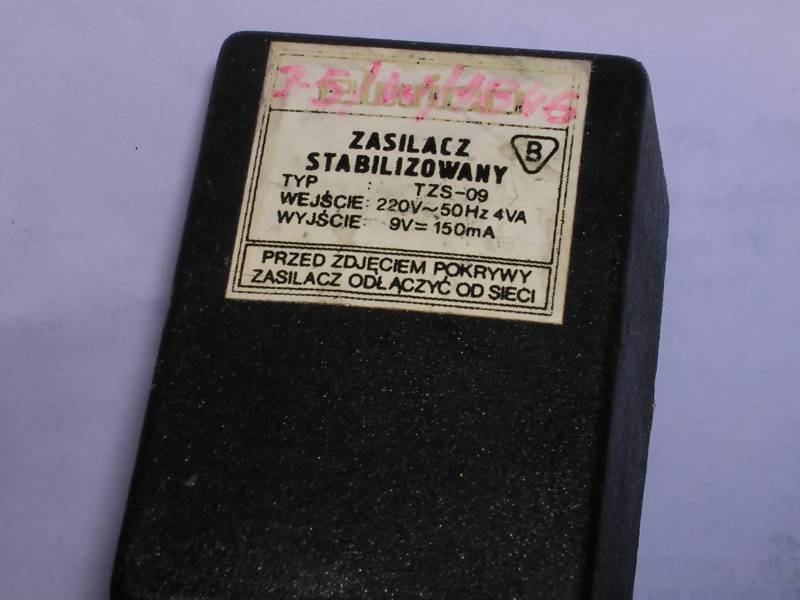 ZASILACZ
STABILIZOWANY
B
TYP : TZS-09
WEJŚCIE: 220V~50Hz 4VA
WYJŚCIE: 9V= 150mA
PRZED ZDJĘCIEM POKRYWY
ZASILACZ ODŁĄCZYĆ OD SIECI